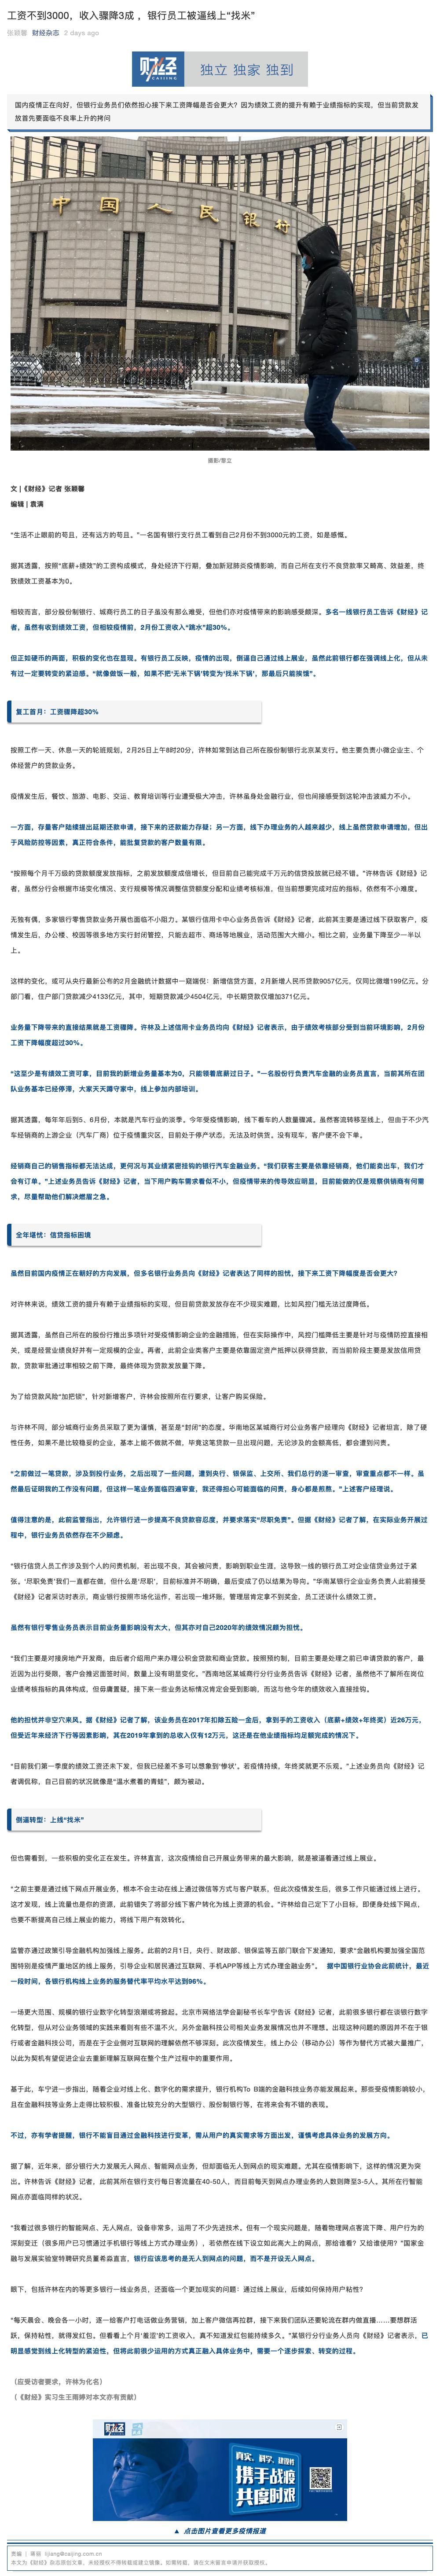 工资不到3000，收入骤降3成 ，银行员工被逼线上“找米”
张颖馨 财经杂志 2 days ago
财经
CAIJING
独立 独家 独到
国内疫情正在向好，但银行业务员们依然担心接下来工资降幅是否会更大？因为绩效工资的提升有赖于业绩指标的实现，但当前贷款发
放首先要面临不良率上升的拷问
中国人民银行
摄影/黎立
文 |《财经》记者 张颖馨
编辑 | 袁满
“生活不止眼前的苟且，还有远方的苟且。”一名国有银行支行员工看到自己2月份不到3000元的工资，如是感慨。
据其透露，按照“底薪+绩效”的工资构成模式，身处经济下行期，叠加新冠肺炎疫情影响，而自己所在支行不良贷款率又畸高、效益差，终
致绩效工资基本为0。
相较而言，部分股份制银行、城商行员工的日子虽没有那么难受，但他们亦对疫情带来的影响感受颇深。多名一线银行员工告诉《财经》记
者，虽然有收到绩效工资，但相较疫情前，2月份工资收入“跳水”超30%。
但正如硬币的两面，积极的变化也在显现。有银行员工反映，疫情的出现，倒逼自己通过线上展业，虽然此前银行都在强调线上化，但从未
有过一定要转变的紧迫感。“就像做饭一般，如果不把‘无米下锅’转变为‘找米下锅’，那最后只能挨饿”。
复工首月：工资骤降超30%
按照工作一天、休息一天的轮班规划，2月25日上午8时20分，许林如常到达自己所在股份制银行北京某支行。他主要负责小微企业主、个
体经营户的贷款业务。
疫情发生后，餐饮、旅游、电影、交运、教育培训等行业遭受极大冲击，许林虽身处金融行业，但也间接感受到这轮冲击波威力不小。
一方面，存量客户陆续提出延期还款申请，接下来的还款能力存疑；另一方面，线下办理业务的人越来越少，线上虽然贷款申请增加，但出
于风险防控等因素，真正符合条件，能批复贷款的客户数量有限。
“按照每个月千万级的贷款额度发放指标，之前发放额度成倍增长，但目前自己能完成千万元的信贷投放就已经不错。”许林告诉《财经》记
者，虽然分行会根据市场变化情况、支行规模等情况调整信贷额度分配和业绩考核标准，但当前想要完成对应的指标，依然有不小难度。
无独有偶，多家银行零售贷款业务开展也面临不小阻力。某银行信用卡中心业务员告诉《财经》记者，此前其主要是通过线下获取客户，疫
情发生后，办公楼、校园等很多地方实行封闭管控，只能去超市、商场等地展业，活动范围大大缩小。相比之前，业务量下降至少一半以
上。
这样的变化，或可从央行最新公布的2月金融统计数据中一窥端倪：新增信贷方面，2月新增人民币贷款9057亿元，仅同比微增199亿元。分
部门看，住户部门贷款减少4133亿元，其中，短期贷款减少4504亿元，中长期贷款仅增加371亿元。
业务量下降带来的直接结果就是工资骤降。许林及上述信用卡业务员均向《财经》记者表示，由于绩效考核部分受到当前环境影响，2月份
工资下降幅度超过30%。
“这至少是有绩效工资可拿，目前我的新增业务量基本为0，只能领着底薪过日子。”一名股份行负责汽车金融的业务员直言，当前其所在团
队业务基本已经停滞，大家天天蹲守家中，线上参加内部培训。
据其透露，每年年后到5、6月份，本就是汽车行业的淡季。今年受疫情影响，线下看车的人数量骤减。虽然客流转移至线上，但由于不少汽
车经销商的上游企业（汽车厂商）位于疫情重灾区，目前处于停产状态，无法及时供货。没有现车，客户便不会下单。
经销商自己的销售指标都无法达成，更何况与其业绩紧密挂钩的银行汽车金融业务。“我们获客主要是依靠经销商，他们能卖出车，我们才
会有订单。”上述业务员告诉《财经》记者，当下用户购车需求看似不小，但疫情带来的传导效应明显，目前能做的仅是观察供销商有何需
求，尽量帮助他们解决燃眉之急。
全年堪忧：信贷指标困境
虽然目前国内疫情正在朝好的方向发展，但多名银行业务员向《财经》记者表达了同样的担忧，接下来工资下降幅度是否会更大？
对许林来说，绩效工资的提升有赖于业绩指标的实现，但目前贷款发放存在不少现实难题，比如风控门槛无法过度降低。
据其透露，虽然自己所在的股份行推出多项针对受疫情影响企业的金融措施，但在实际操作中，风控门槛降低主要是针对与疫情防控直接相
关，或是经营业绩良好并有一定规模的企业。再者，此前企业类客户主要是依靠固定资产抵押以获得贷款，而当前阶段主要是发放信用贷
款，贷款审批通过率相较之前下降，最终体现为贷款发放量下降。
为了给贷款风险“加把锁”，针对新增客户，许林会按照所在行要求，让客户购买保险。
与许林不同，部分城商行业务员采取了更为谨慎，甚至是“封闭”的态度。华南地区某城商行对公业务客户经理向《财经》记者坦言，除了硬
性任务，如果不是比较稳妥的企业，基本上能不做就不做，毕竟这笔贷款一旦出现问题，无论涉及的金额高低，都会遭到问责。
“之前做过一笔贷款，涉及到投行业务，之后出现了一些问题，遭到央行、银保监、上交所、我们总行的逐一审查，审查重点都不一样。虽
然最后证明我的工作没有问题，但这样一笔业务面临四遍审查，我还得担心可能面临的问责，身心都是煎熬。”上述客户经理说。
值得注意的是，此前监管指出，允许银行进一步提高不良贷款容忍度，并要求落实“尽职免责”。但据《财经》记者了解，在实际业务开展过
程中，银行业务员依然存在不少顾虑。
“银行信贷人员工作涉及到个人的问责机制，若出现不良，其会被问责，影响到职业生涯，这导致一线的银行员工对企业信贷业务过于紧
张。‘尽职免责’我们一直都在做，但什么是‘尽职’，目前标准并不明确，最后变成了仍以结果为导向。”华南某银行企业业务负责人此前接受
《财经》记者采访时表示，商业银行按照市场化运作，若出现一堆坏账，管理层肯定拿不到奖金，员工还谈什么绩效工资。
虽然有银行零售业务员表示目前业务量影响没有太大，但其亦对自己2020年的绩效情况颇为担忧。
“我们主要是对接房地产开发商，由后者介绍用户来办理公积金贷款和商业贷款。按照预约制，目前主要是处理之前已申请贷款的客户，最
近因为出行受限，客户会推迟面签时间，数量上没有明显变化。”西南地区某城商行分行业务员告诉《财经》记者，虽然他不了解所在岗位
业绩考核指标的具体构成，但今年接下来一些业务达标情况肯定会受到影响，而这与他今年的绩效收入直接挂钩。
他的担忧并非空穴来风。据《财经》记者了解，该业务员在2017年扣除五险一金后，拿到手的工资收入（底薪+绩效+年终奖）近26万元，
但受近年来经济下行等因素影响，其在2019年拿到的总收入仅有12万元，这还是在他业绩指标均足额完成的情况下。
“目前我们第一季度的绩效工资还未下发，但我已经差不多可以想象到‘惨状’。若疫情持续，年终奖就更不乐观。”上述业务员向《财经》记
者调侃称，自己目前的状况就像是“温水煮着的青蛙”，颇为被动。
倒逼转型：上线“找米”
但也需看到，一些积极的变化正在发生。许林直言，这次疫情给自己开展业务带来的最大影响，就是被逼着通过线上展业。
“之前主要是通过线下网点开展业务，根本不会主动在线上通过微信等方式与客户联系，但此次疫情发生后，很多工作只能通过线上进行。
这才发现，线上流量也是你的资源，此前错失了将部分线下客户转化为线上资源的机会。”许林给自己定下了小目标，即便身处线下网点，
也要不断提高自己线上展业的能力，将线下用户有效转化。
监管亦通过政策引导金融机构加强线上服务。此前的2月1日，央行、财政部、银保监等五部门联合下发通知，要求“金融机构要加强全国范
围特别是疫情严重地区的线上服务，引导企业和居民通过互联网、手机APP等线上方式办理金融业务”。 据中国银行业协会此前统计，最近
一段时间，各银行机构线上业务的服务替代率平均水平达到96%。
一场更大范围、规模的银行业数字化转型浪潮或将掀起。北京市网络法学会副秘书长车宁告诉《财经》记者，此前很多银行都在谈银行数字
化转型，但从对公业务领域的实践来看则有些不温不火，另外金融科技公司相关业务发展情况也并不理想。出现这种问题的原因并不在于银
行或者金融科技公司，而是在于企业侧对互联网的理解依然不够深刻。此次疫情发生，线上办公（移动办公）等作为替代方式被大量推广，
以此为契机有望促进企业去重新理解互联网在整个生产过程中的重要作用。
基于此，车宁进一步指出，随着企业对线上化、数字化的需求提升，银行机构To B端的金融科技业务亦能发展起来。那些受疫情影响较小，
且在金融科技等业务上走得比较积极、准备比较充分的大型银行，股份制银行等，在将来会有不错的表现。
不过，亦有学者提醒，银行不能盲目通过金融科技进行变革，需从用户的真实需求等方面出发，谨慎考虑具体业务的发展方向。
据了解，近年来，部分银行大力发展无人网点、智能网点业务，但却面临无人到网点的现实难题。尤其在疫情影响下，这样的情况更为突
出。许林告诉《财经》记者，此前其所在银行支行每日客流量在40-50人，而目前每天到网点办理业务的人数则降至3-5人。其所在行智能
网点亦面临同样的状况。
“我看过很多银行的智能网点、无人网点，设备非常多，运用了不少先进技术。但有一个现实问题是，随着物理网点客流下降、用户行为的
深刻变迁（很多用户已习惯通过手机银行等线上方式办理业务），若依然在线下设立如此高大上的网点，那给谁看？又给谁使用？”国家金
融与发展实验室特聘研究员董希淼直言，银行应该思考的是无人到网点的问题，而不是开设无人网点。
眼下，包括许林在内的等更多银行一线业务员，还面临一个更加现实的问题：通过线上展业，后续如何保持用户粘性？
“每天晨会、晚会各一小时，逐一给客户打电话做业务营销，加上客户微信再拉群，接下来我们团队还要轮流在群内做直播……要想群活
跃，保持粘性，就得发红包。但看看上个月‘羞涩’的工资收入，真不知道发红包能持续多久。”某银行分行业务人员向《财经》记者表示，已
明显感觉到线上化转型的紧迫性，但将此前很少运用的方式真正融入具体业务中，需要一个逐步探索、转变的过程。
（应受访者要求，许林为化名）
（《财经》实习生王雨婷对本文亦有贡献）
财经
真实、科学、建设性
携手战疫
共度时艰
▲ 点击图片查看更多疫情报道
责编 | 蒋丽 lijiang@caijing.com.cn
本文为《财经》杂志原创文章，未经授权不得转载或建立镜像。如需转载，请在文末留言申请并获取授权。